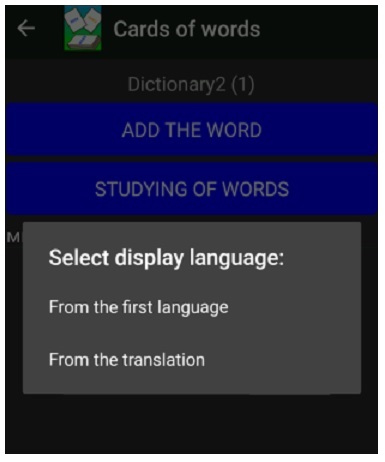 Cards of words
Dictionary2 (1)
ADD THE WORD
STUDYING OF WORDS
Select display language:
From the first language
From the translation